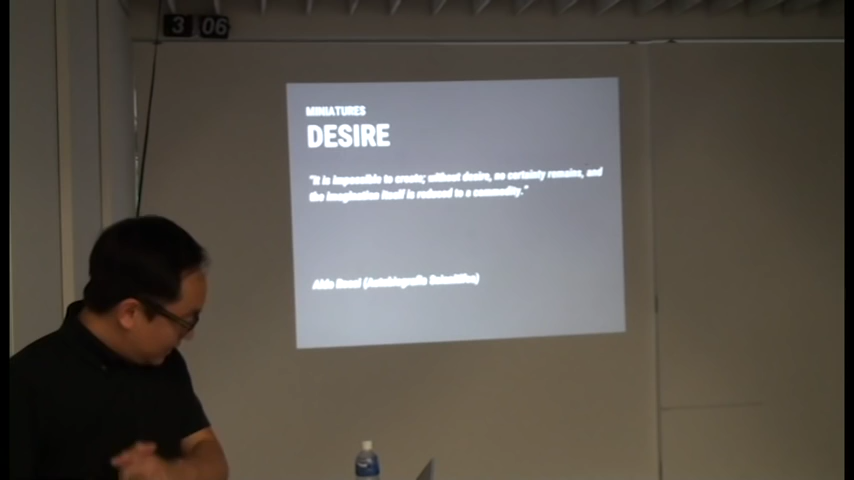 3 06
MINIATURES
DESIRE
"It is impossible to create; without desire, no certainty remains, and
the imagination itself is reduced to a commodity."
Aldo Rossi (Autobiografia Scientifica)